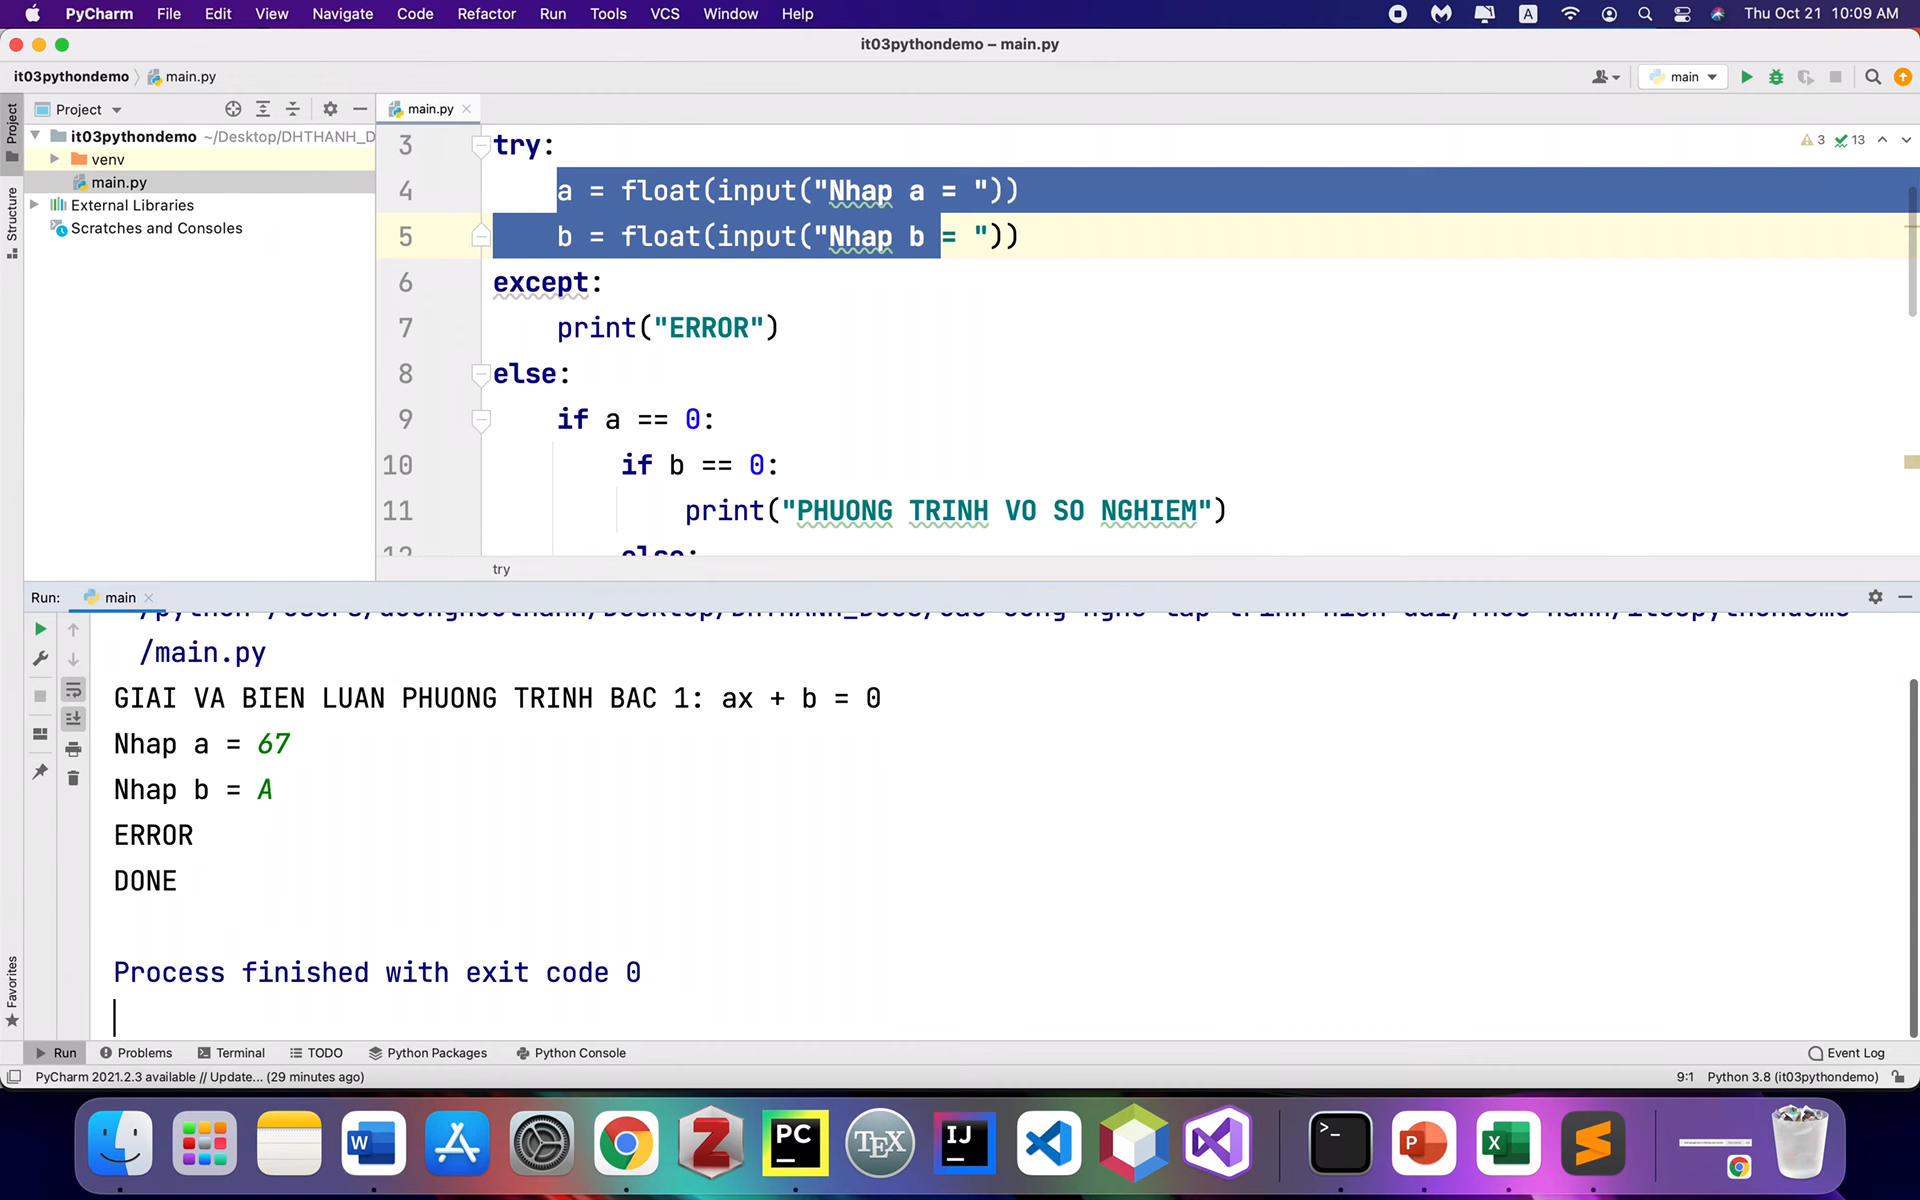 PyCharm File Edit View Navigate Code Refactor Run Tools VCS Window Help A Thu Oct 21 10:09 AM
it03pythondemo – main.py
it03pythondemo main.py main
Project Project main.py
it03pythondemo ~/Desktop/DHTHANH_D
venv
main.py
External Libraries
Scratches and Consoles
Structure
3 try: 3 13
4 a = float(input("Nhap a = "))
5 b = float(input("Nhap b = "))
6 except:
7 print("ERROR")
8 else:
9 if a == 0:
10 if b == 0:
11 print("PHUONG TRINH VO SO NGHIEM")
12 else:
try
Run: main
/main.py
GIAI VA BIEN LUAN PHUONG TRINH BAC 1: ax + b = 0
Nhap a = 67
Nhap b = A
ERROR
DONE
Process finished with exit code 0
Favorites
Run Problems Terminal TODO Python Packages Python Console Event Log
PyCharm 2021.2.3 available // Update... (29 minutes ago) 9:1 Python 3.8 (it03pythondemo)
W Z PC TEX IJ >_ P X S